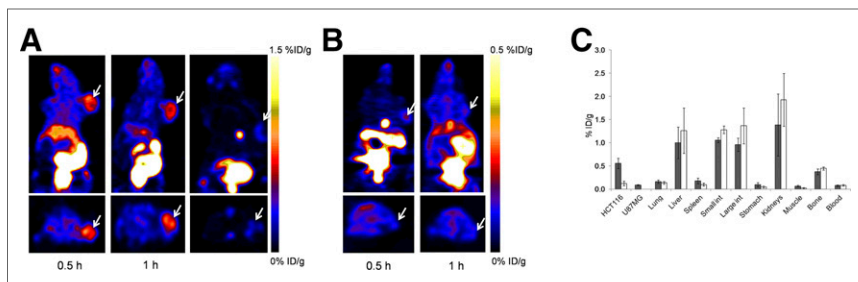 A
1.5 %ID/g
0% ID/g
0.5 h
1 h
B
0.5 %ID/g
0% ID/g
0.5 h
1 h
C
% ID/g
3.0
2.5
2.0
1.5
1.0
0.5
0.0
HCT116
U87MG
Lung
Liver
Spleen
Small int
Large int
Stomach
Kidneys
Muscle
Bone
Blood